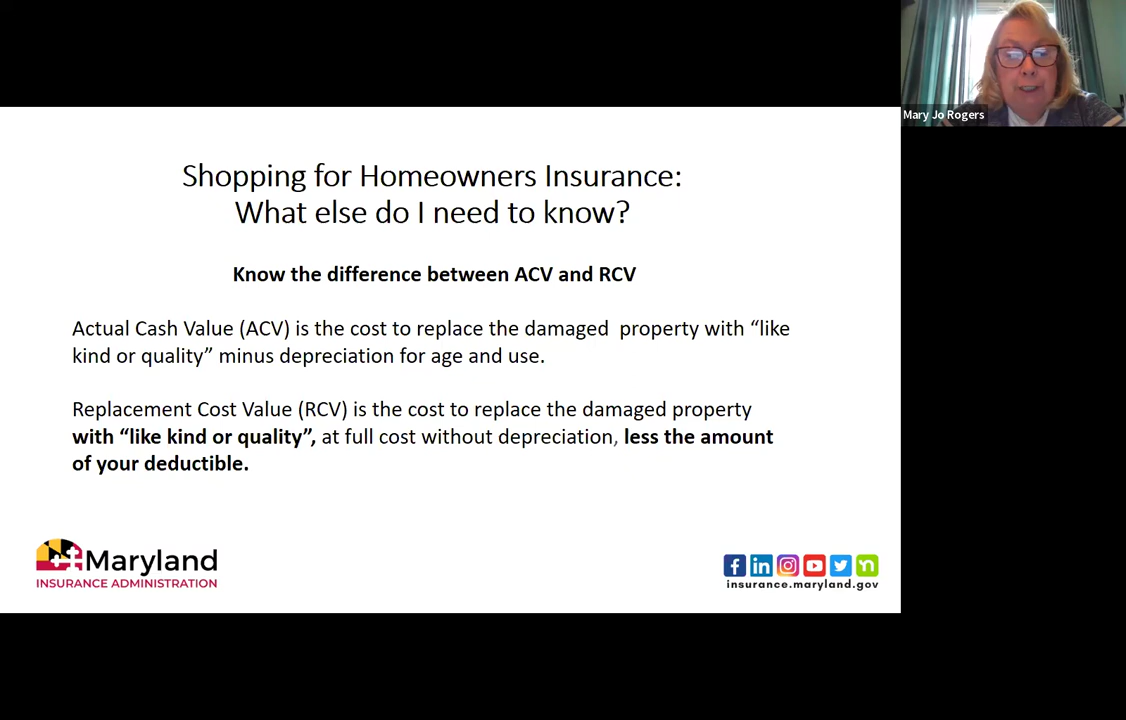 Mary Jo Rogers
Shopping for Homeowners Insurance:
What else do I need to know?
Know the difference between ACV and RCV
Actual Cash Value (ACV) is the cost to replace the damaged  property with “like
kind or quality” minus depreciation for age and use.
Replacement Cost Value (RCV) is the cost to replace the damaged property
with “like kind or quality”, at full cost without depreciation, less the amount
of your deductible.
Maryland
INSURANCE ADMINISTRATION
insurance.maryland.gov